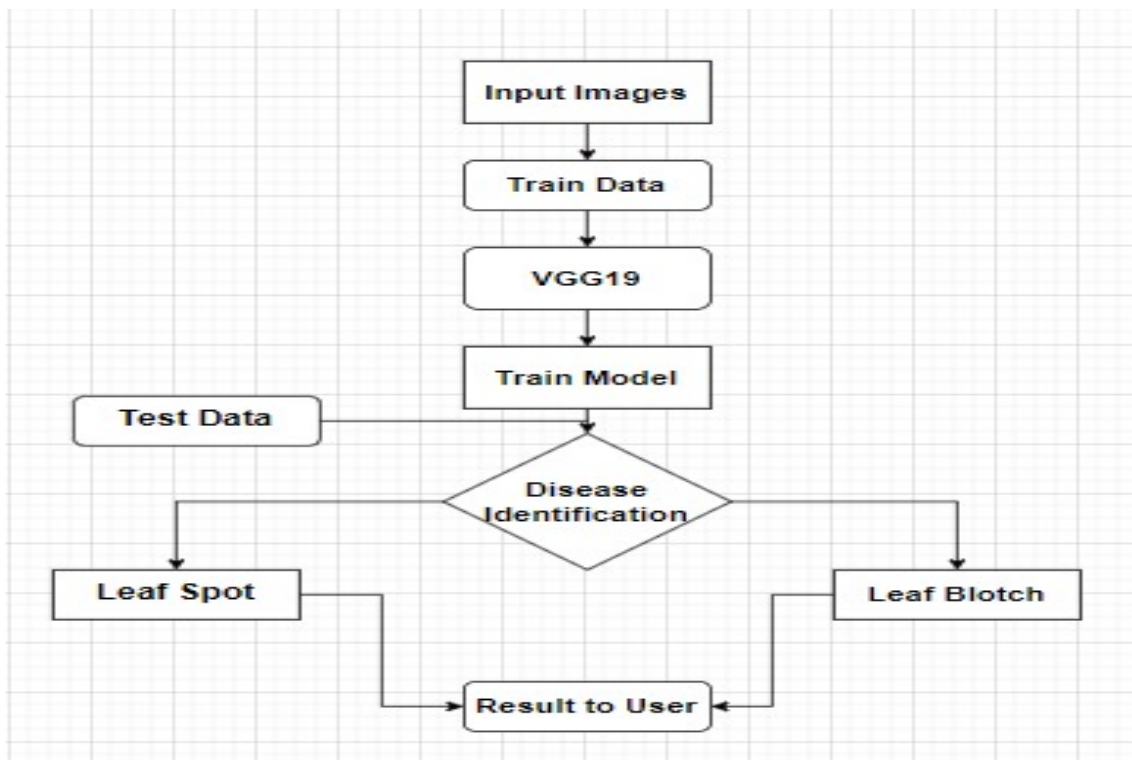 Input Images
Train Data
VGG19
Train Model
Test Data
Disease
Identification
Leaf Spot
Leaf Blotch
Result to User